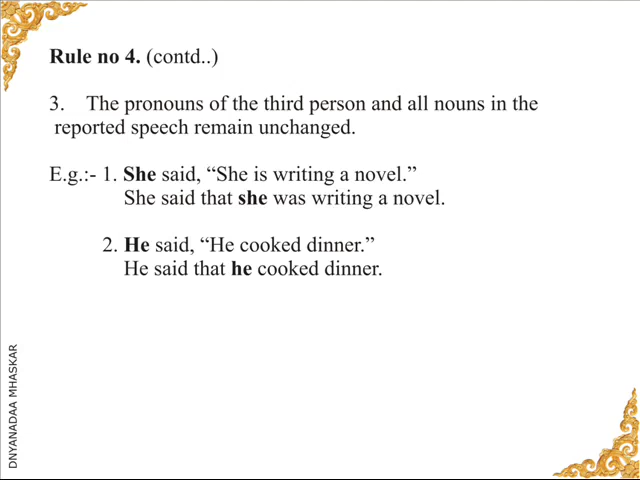 Rule no 4. (contd..)
3. The pronouns of the third person and all nouns in the
reported speech remain unchanged.
E.g.:- 1. She said, “She is writing a novel.”
She said that she was writing a novel.
2. He said, “He cooked dinner.”
He said that he cooked dinner.
DNYANADAA MHASKAR